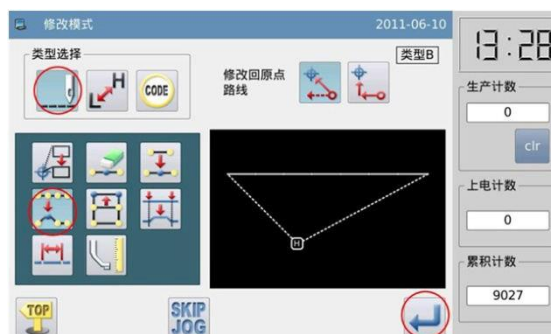 修改模式
2011-06-10
类型选择
H
L
CODE
修改回原点
路线
类型B
13:28
生产计数
0
clr
上电计数
0
H
累积计数
9027
TOP
SKIP
JOG